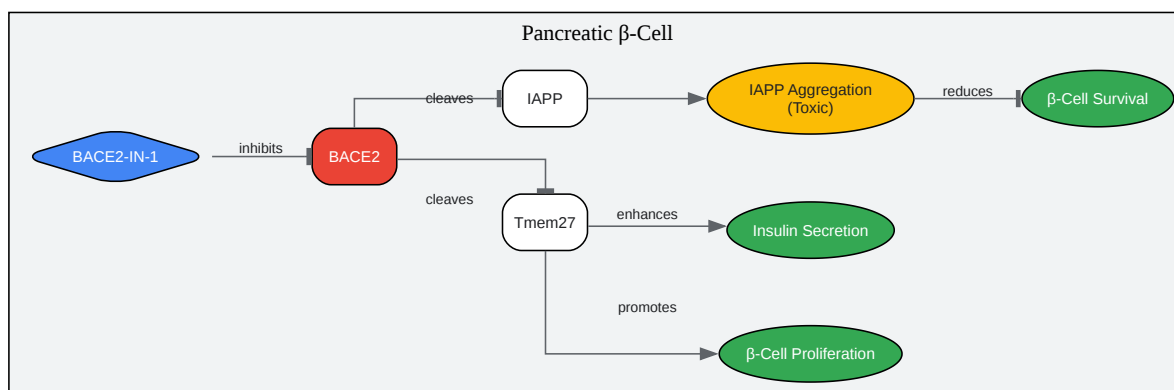 Pancreatic β-Cell
cleaves
IAPP
IAPP Aggregation
(Toxic)
reduces
β-Cell Survival
BACE2-IN-1
inhibits
BACE2
cleaves
Tmem27
enhances
Insulin Secretion
promotes
β-Cell Proliferation